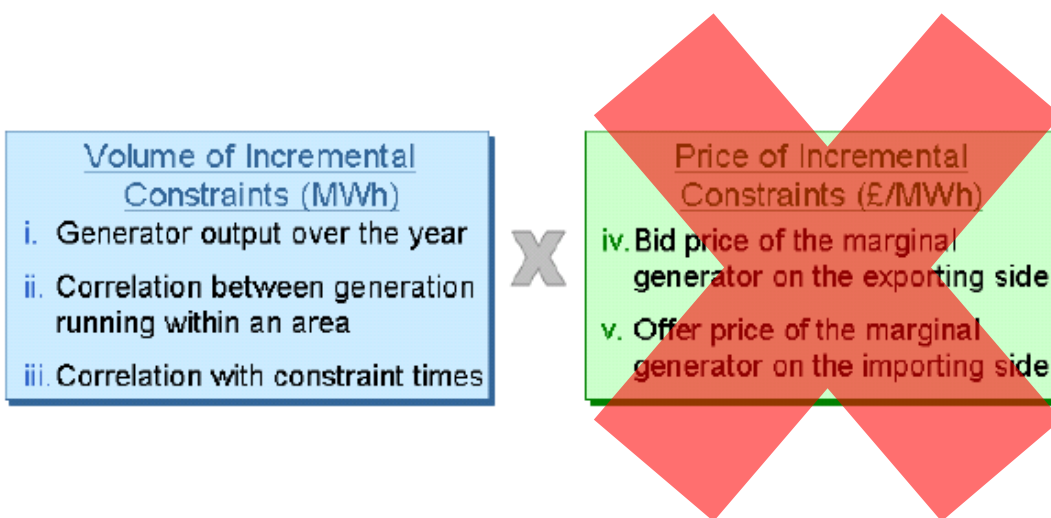 Volume of Incremental
Constraints (MWh)
i. Generator output over the year
ii. Correlation between generation
running within an area
iii. Correlation with constraint times
X
Price of Incremental
Constraints (£/MWh)
iv. Bid price of the marginal
generator on the exporting side
v. Offer price of the marginal
generator on the importing side